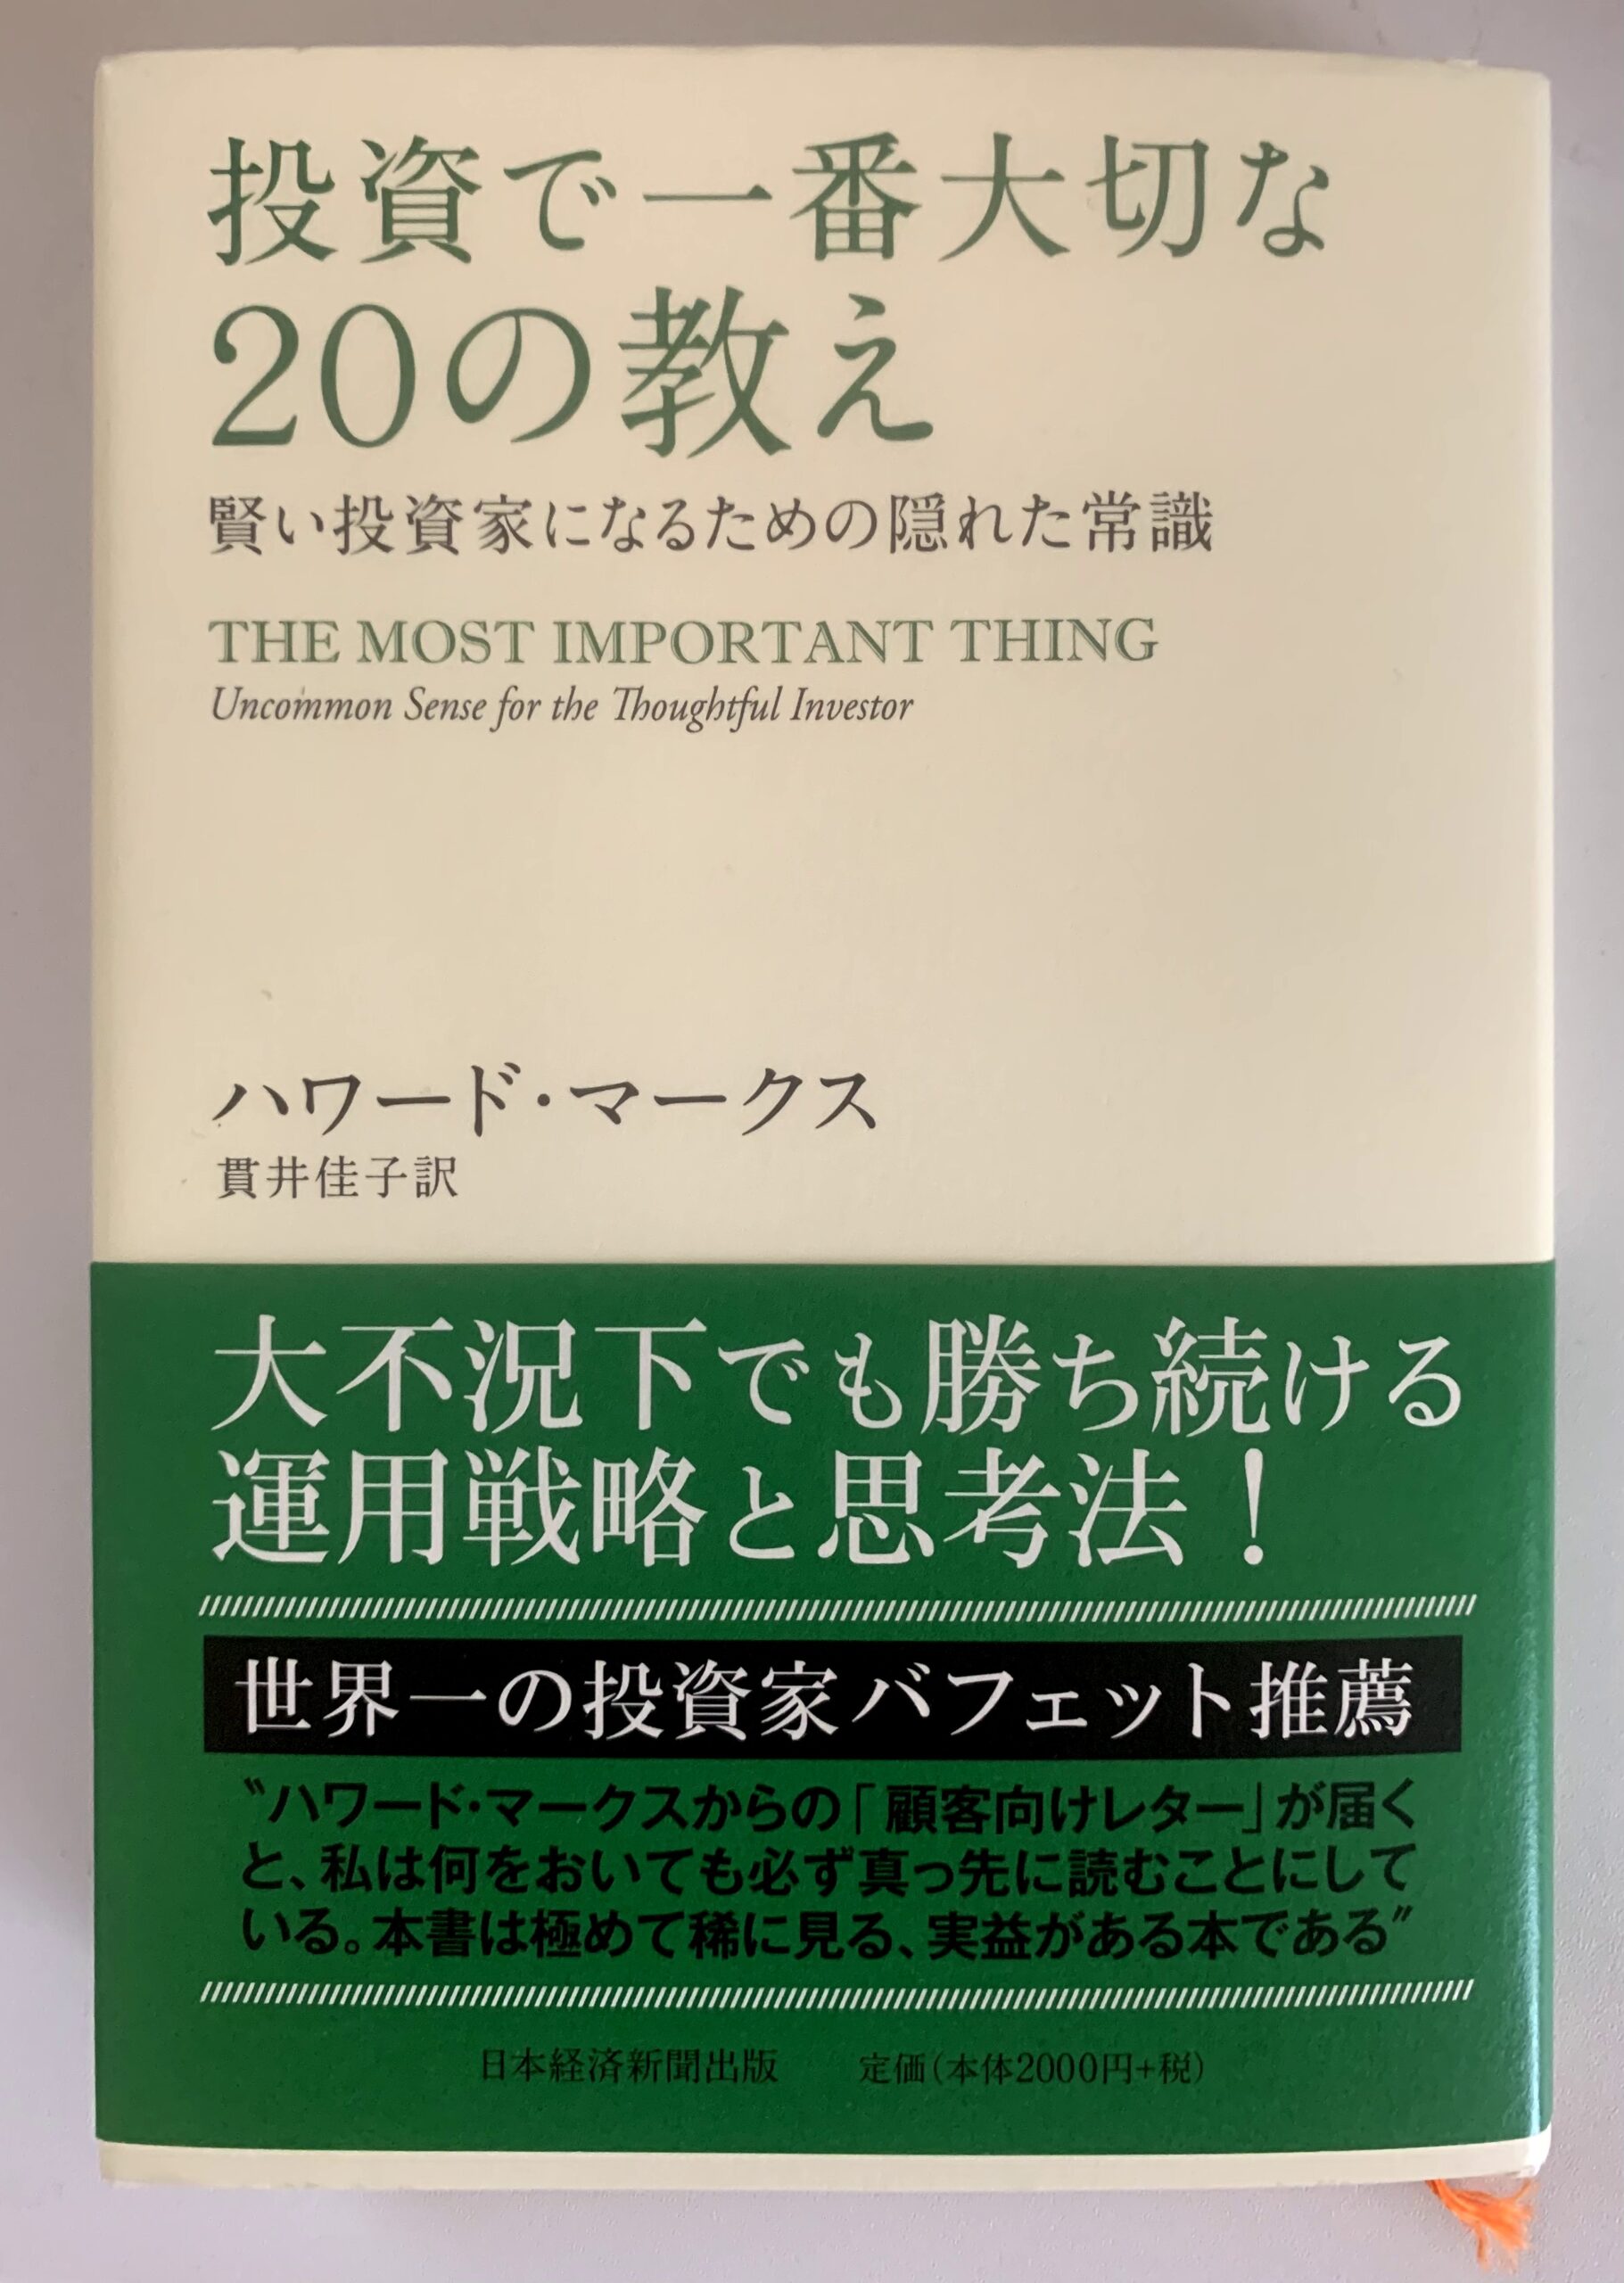 投資で一番大切な
20の教え
賢い投資家になるための隠れた常識
THE MOST IMPORTANT THING
Uncommon Sense for the Thoughtful Investor
ハワード・マークス
貫井佳子訳
大不況下でも勝ち続ける
運用戦略と思考法！
世界一の投資家バフェット推薦
〝ハワード・マークスからの「顧客向けレター」が届く
と、私は何をおいても必ず真っ先に読むことにして
いる。本書は極めて稀に見る、実益がある本である〟
日本経済新聞出版 定価（本体2000円+税）